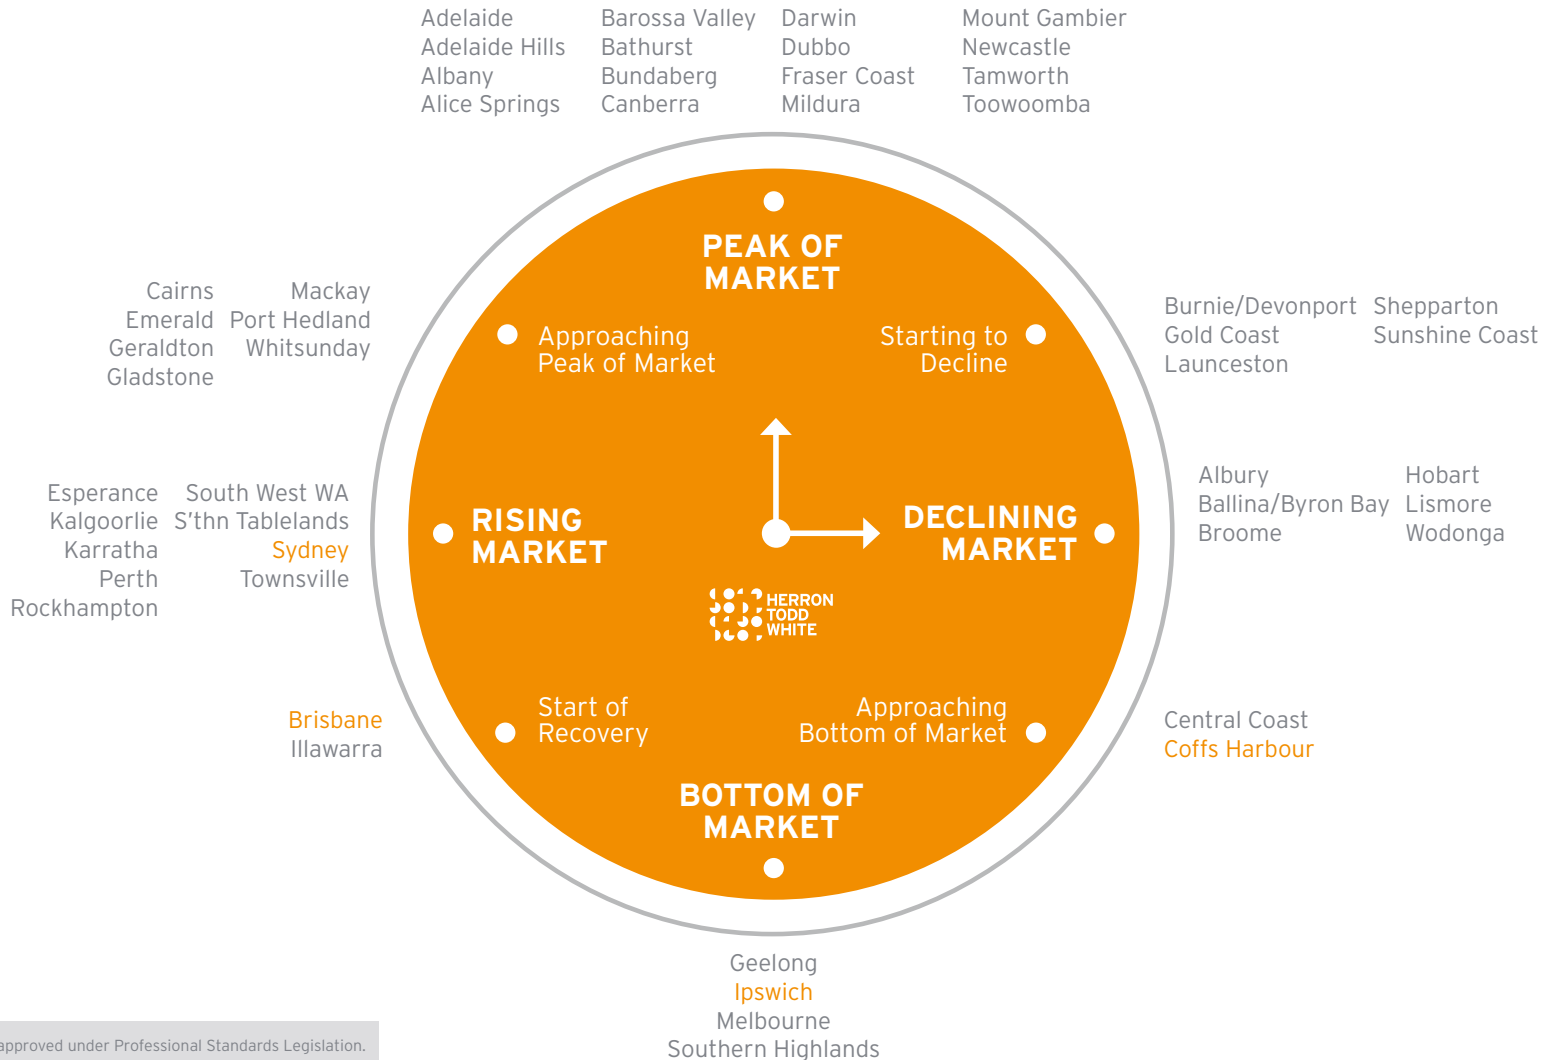 Adelaide Barossa Valley Darwin Mount Gambier
Adelaide Hills Bathurst Dubbo Newcastle
Albany Bundaberg Fraser Coast Tamworth
Alice Springs Canberra Mildura Toowoomba
PEAK OF
MARKET
Cairns Mackay
Emerald Port Hedland
Geraldton Whitsunday
Gladstone
Approaching
Peak of Market
Starting to
Decline
Burnie/Devonport Shepparton
Gold Coast Sunshine Coast
Launceston
Esperance South West WA
Kalgoorlie S'thn Tablelands
Karratha Sydney
Perth Townsville
Rockhampton
RISING
MARKET
DECLINING
MARKET
Albury Hobart
Ballina/Byron Bay Lismore
Broome Wodonga
HERRON
TODD
WHITE
Brisbane
Illawarra
Start of
Recovery
Approaching
Bottom of Market
Central Coast
Coffs Harbour
BOTTOM OF
MARKET
Geelong
Ipswich
Melbourne
Southern Highlands
approved under Professional Standards Legislation.